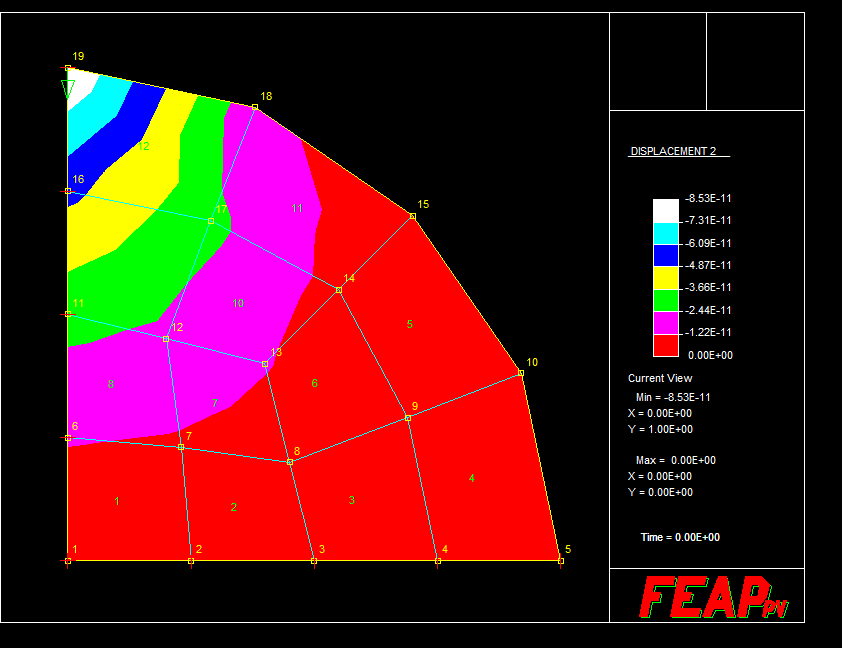 19
18
12
16
15
17
11
14
11
10
5
12
13
10
6
8
7
9
6
7
8
4
1
2
3
1
2
3
4
5
DISPLACEMENT 2
-8.53E-11
-7.31E-11
-6.09E-11
-4.87E-11
-3.66E-11
-2.44E-11
-1.22E-11
0.00E+00
Current View
Min = -8.53E-11
X = 0.00E+00
Y = 1.00E+00
Max = 0.00E+00
X = 0.00E+00
Y = 0.00E+00
Time = 0.00E+00
FEAPpv